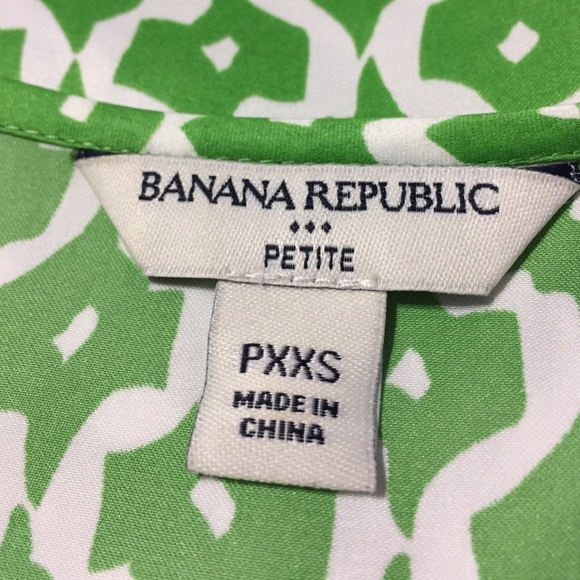 BANANA REPUBLIC
PETITE
PXXS
MADE IN
CHINA